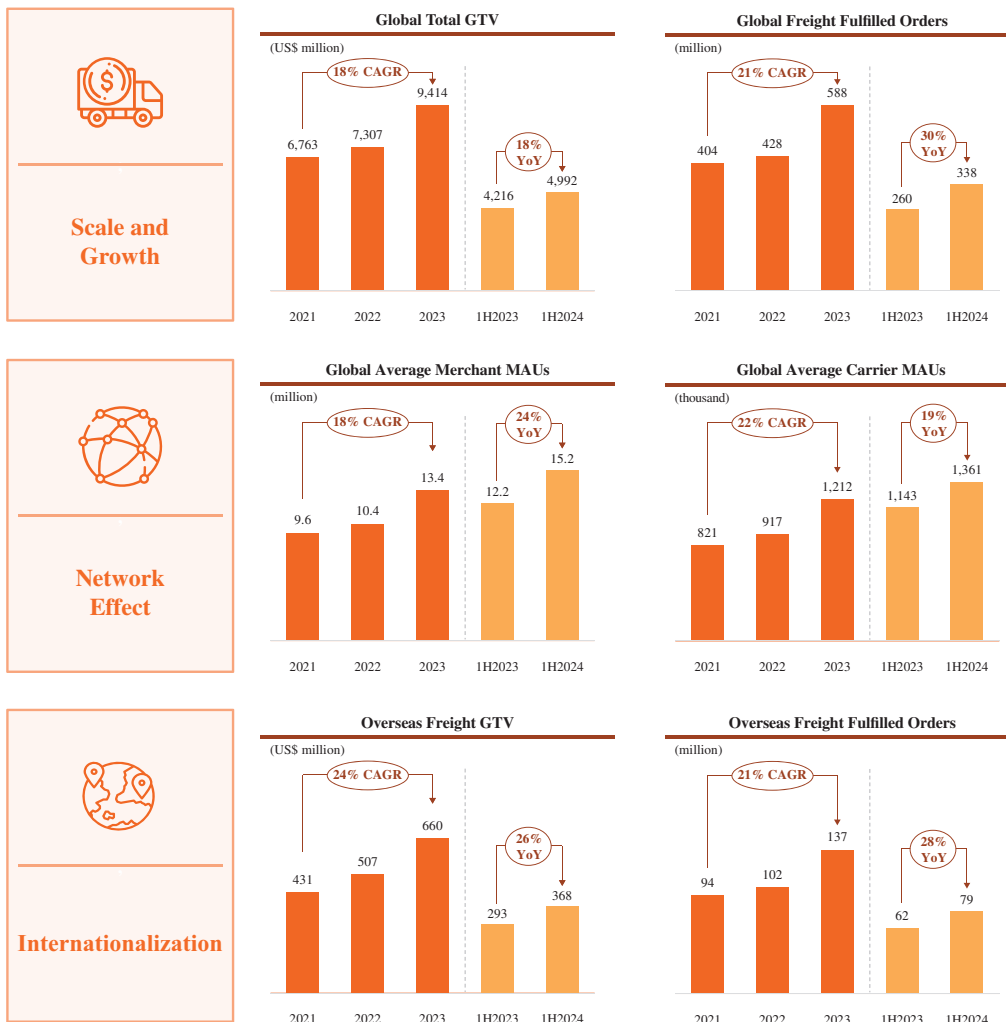 Scale and
Growth
Global Total GTV
(US$ million)
18% CAGR
6,763
7,307
9,414
18%
YoY
4,216
4,992
2021 2022 2023 1H2023 1H2024
Global Freight Fulfilled Orders
(million)
21% CAGR
404
428
588
30%
YoY
260
338
2021 2022 2023 1H2023 1H2024
Network
Effect
Global Average Merchant MAUs
(million)
18% CAGR
9.6
10.4
13.4
24%
YoY
12.2
15.2
2021 2022 2023 1H2023 1H2024
Global Average Carrier MAUs
(thousand)
22% CAGR
821
917
1,212
19%
YoY
1,143
1,361
2021 2022 2023 1H2023 1H2024
Internationalization
Overseas Freight GTV
(US$ million)
24% CAGR
431
507
660
26%
YoY
293
368
2021 2022 2023 1H2023 1H2024
Overseas Freight Fulfilled Orders
(million)
21% CAGR
94
102
137
28%
YoY
62
79
2021 2022 2023 1H2023 1H2024
$